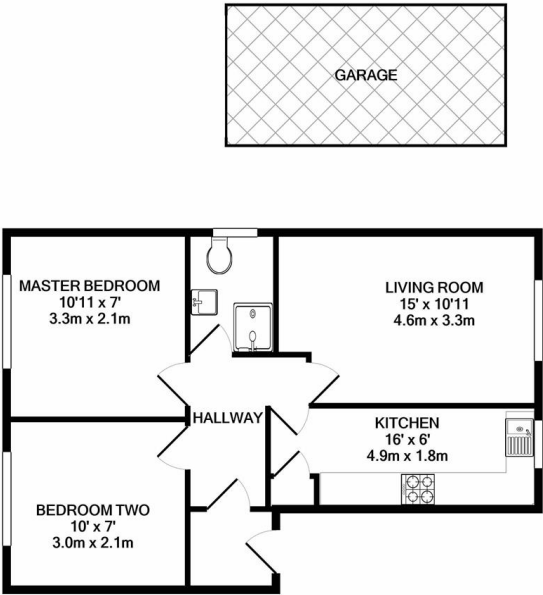 GARAGE
MASTER BEDROOM
10'11 x 7'
3.3m x 2.1m
LIVING ROOM
15' x 10'11
4.6m x 3.3m
HALLWAY
KITCHEN
16' x 6'
4.9m x 1.8m
BEDROOM TWO
10' x 7'
3.0m x 2.1m